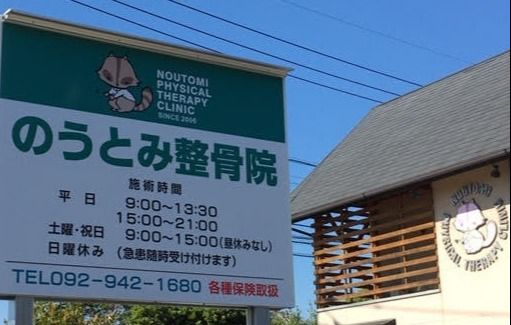 NOUTOMI
PHYSICAL
THERAPY
CLINIC
SINCE 2006
のうとみ整骨院
施術時間
平日 9:00〜13:30
15:00〜21:00
土曜・祝日 9:00〜15:00(昼休みなし)
日曜休み (急患随時受け付けます)
TEL092-942-1680 各種保険取扱
NOUTOMI
PHYSICAL THERAPY CLINIC